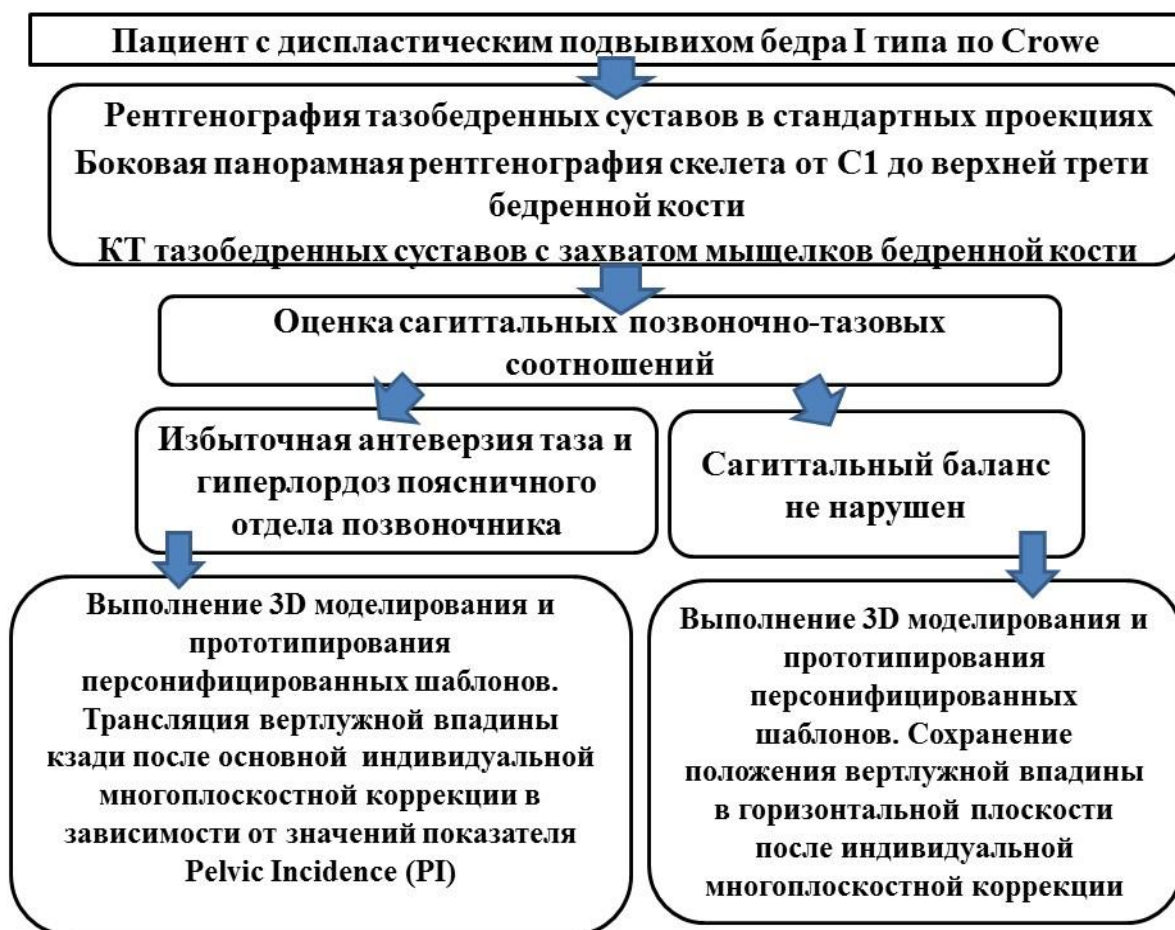 Пациент с диспластическим подвывихом бедра I типа по Crowe
Рентгенография тазобедренных суставов в стандартных проекциях
Боковая панорамная рентгенография скелета от С1 до верхней трети
бедренной кости
КТ тазобедренных суставов с захватом мыщелков бедренной кости
Оценка сагиттальных позвоночно-тазовых
соотношений
Избыточная антеверзия таза и
гиперлордоз поясничного
отдела позвоночника
Сагиттальный баланс
не нарушен
Выполнение 3D моделирования и
прототипирования
персонифицированных шаблонов.
Трансляция вертлужной впадины
кзади после основной индивидуальной
многоплоскостной коррекции в
зависимости от значений показателя
Pelvic Incidence (PI)
Выполнение 3D моделирования и
прототипирования
персонифицированных
шаблонов. Сохранение
положения вертлужной впадины
в горизонтальной плоскости
после индивидуальной
многоплоскостной коррекции